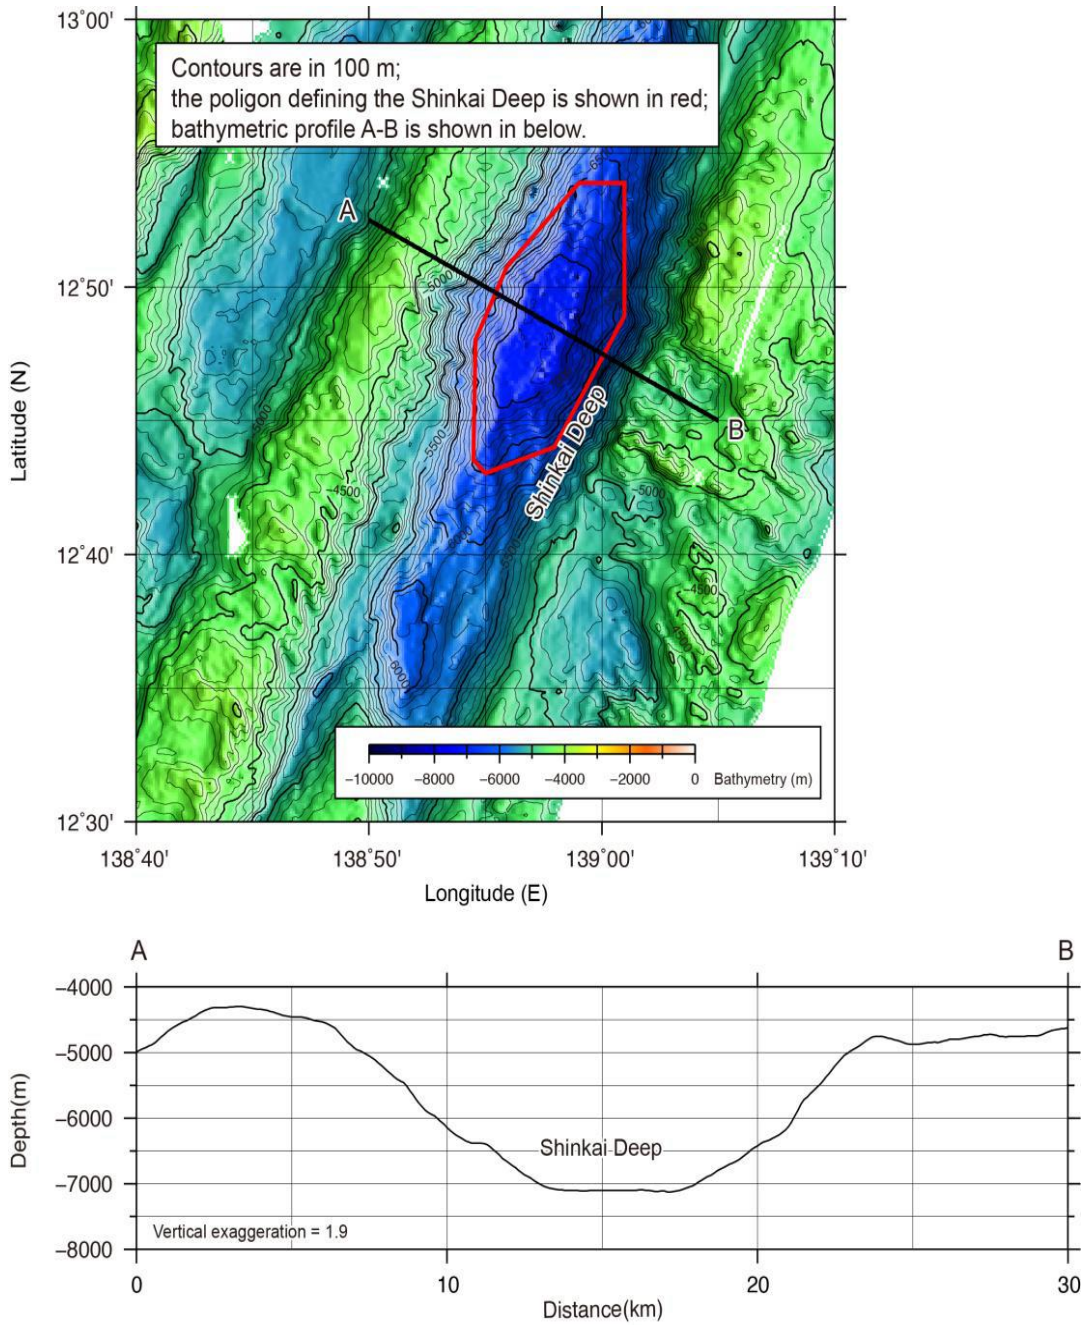 13°00'
Contours are in 100 m;
the poligon defining the Shinkai Deep is shown in red;
bathymetric profile A-B is shown in below.
−6500
A
12°50'
−5000
Latitude (N)
B
−5000
−5500
Shinkai Deep
−4500
−5000
−6000
12°40'
−4500
−6000
−10000 −8000 −6000 −4000 −2000 0 Bathymetry (m)
12°30'
138°40' 138°50' 139°00' 139°10'
Longitude (E)
A B
−4000
−5000
−6000
Depth(m)
Shinkai Deep
−7000
Vertical exaggeration = 1.9
−8000
0 10 20 30
Distance(km)